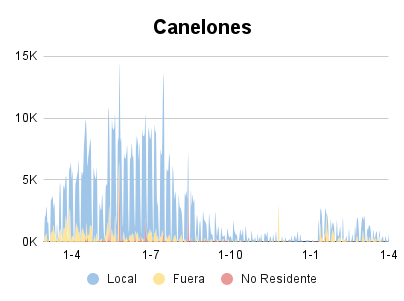 Canelones
15K
10K
5K
0K
1-4 1-7 1-10 1-1 1-4
Local Fuera No Residente